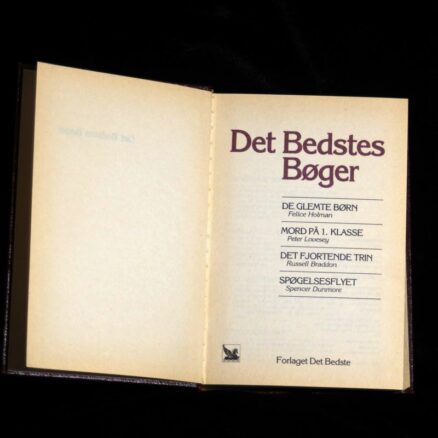 Det Bedstes
Bøger
DE GLEMTE BØRN
Felice Holman
MORD PÅ 1. KLASSE
Peter Lovesey
DET FJORTENDE TRIN
Russell Braddon
SPØGELSESFLYET
Spencer Dunmore
Forlaget Det Bedste